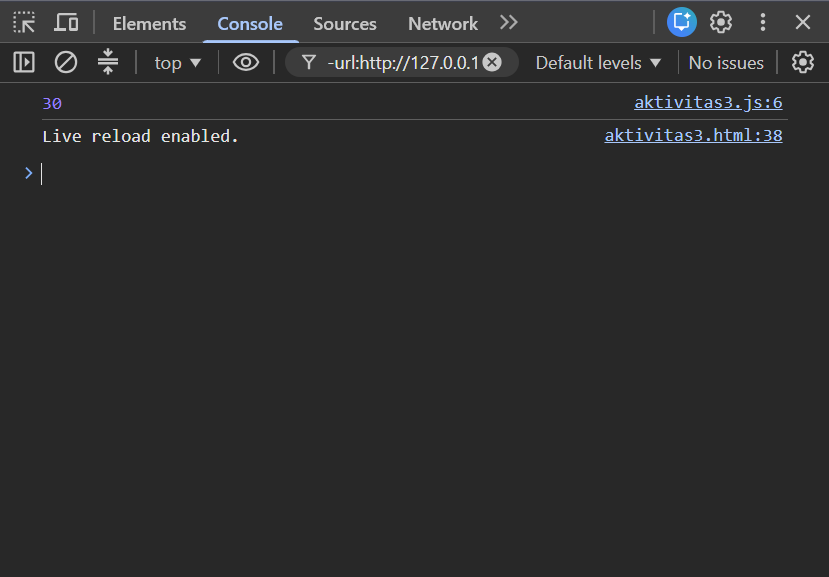 Elements Console Sources Network
top -url:http://127.0.0.1 Default levels No issues
30 aktivitas3.js:6
Live reload enabled. aktivitas3.html:38